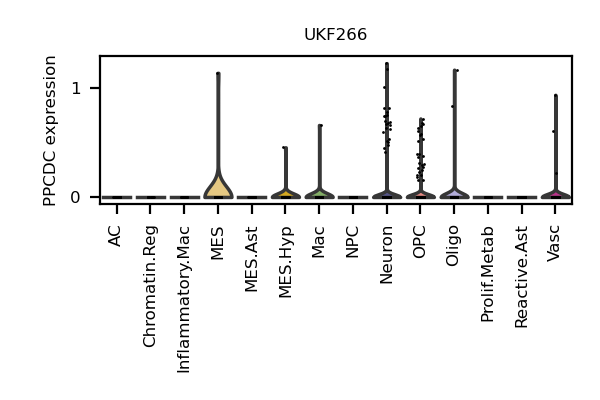 UKF266
PPCDC expression
1
0
AC
Chromatin.Reg
Inflammatory.Mac
MES
MES.Ast
MES.Hyp
Mac
NPC
Neuron
OPC
Oligo
Prolif.Metab
Reactive.Ast
Vasc